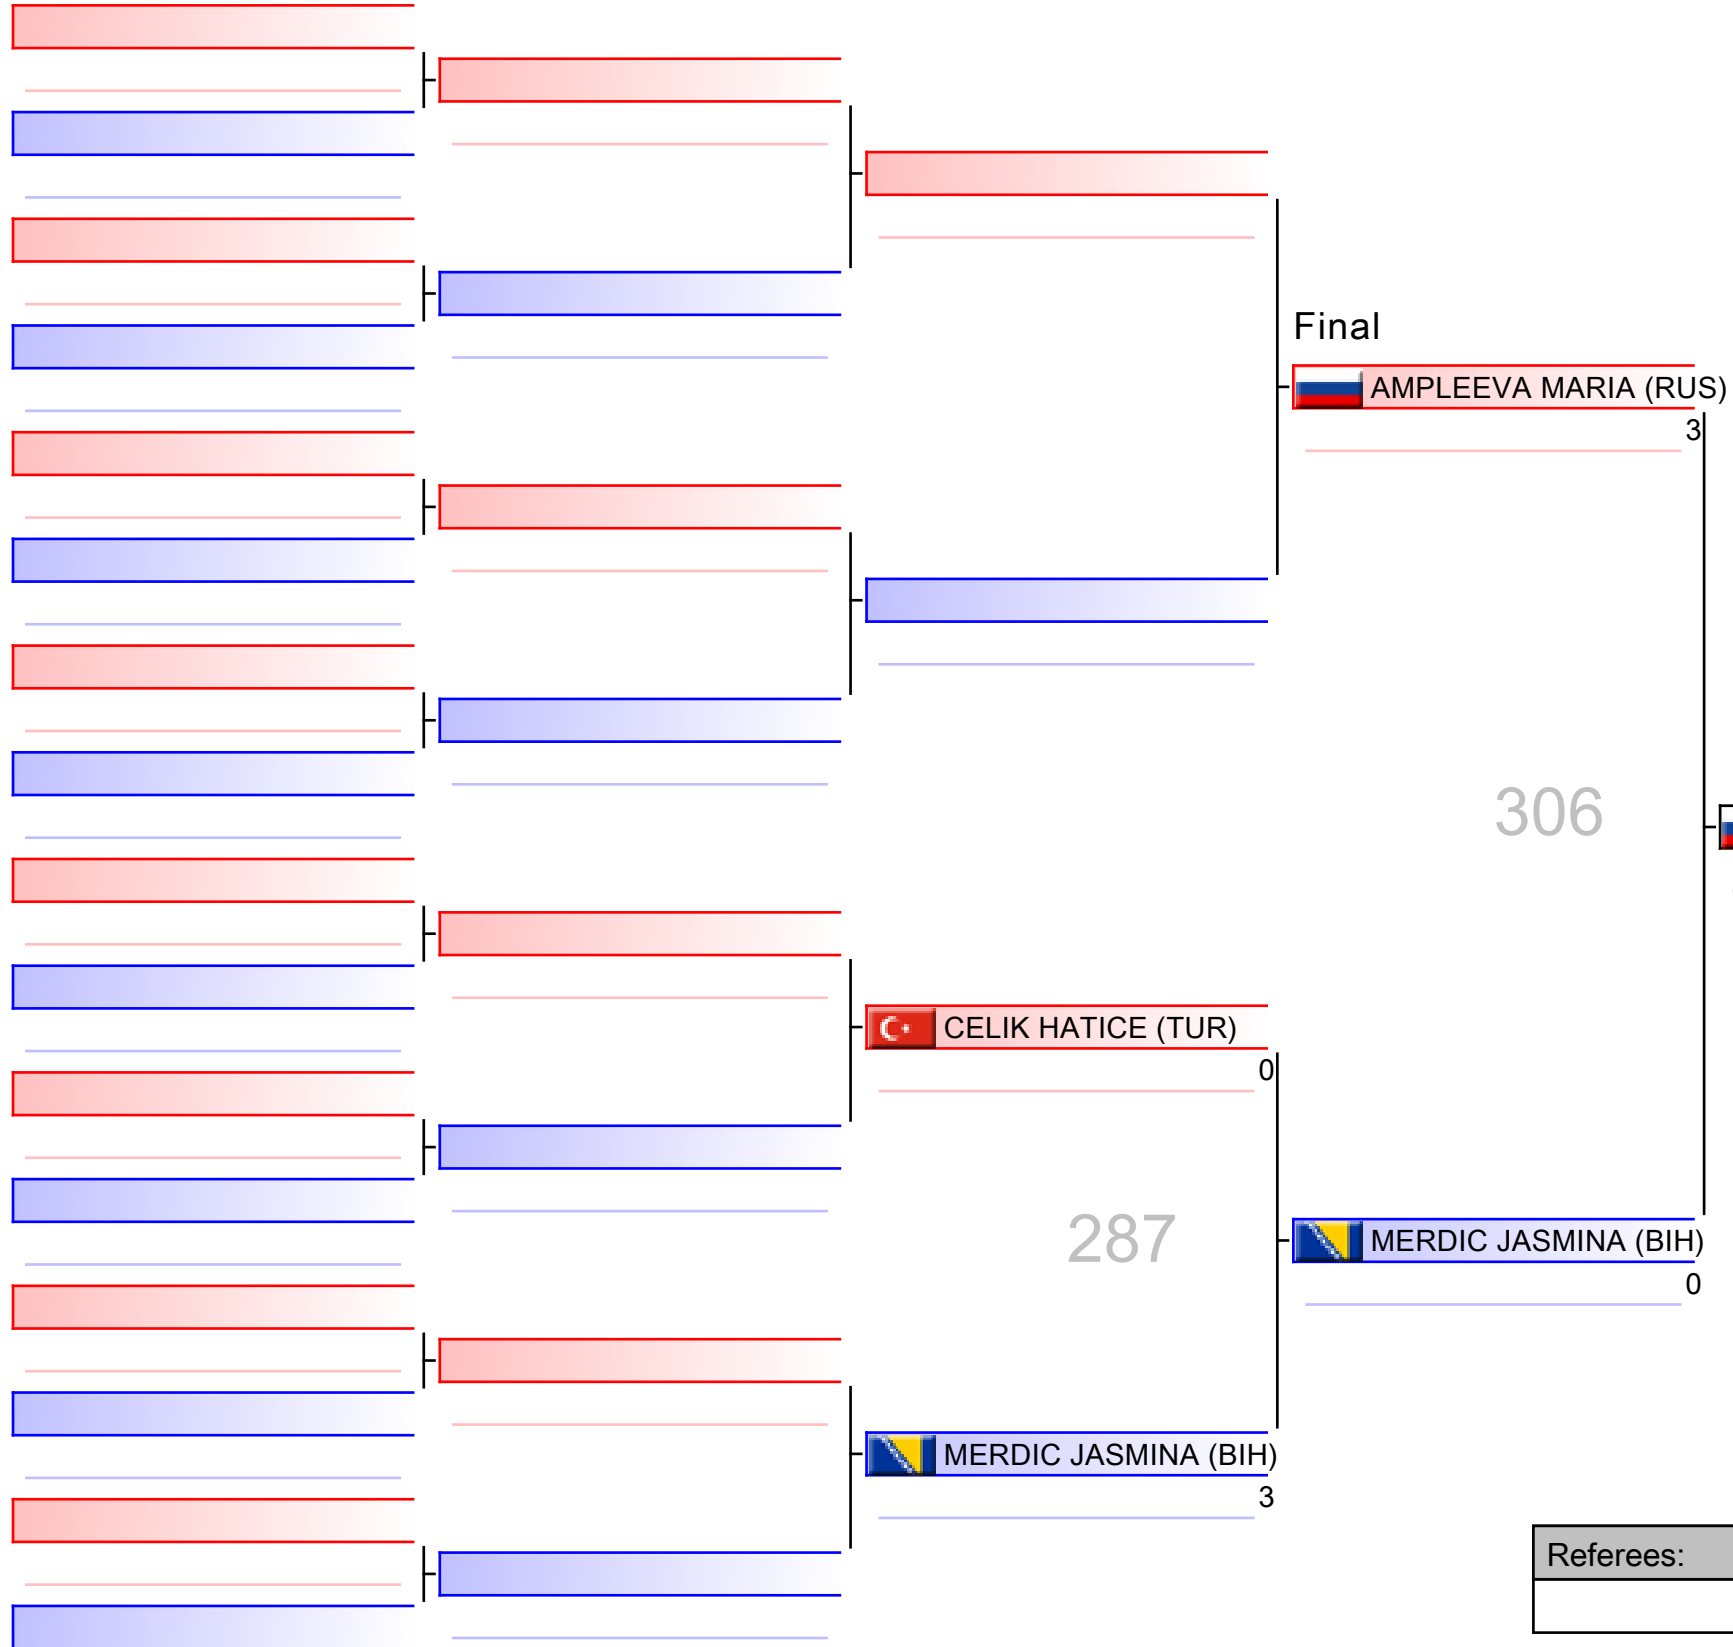 Final
AMPLEEVA MARIA (RUS)
3
306
CELIK HATICE (TUR)
0
287
MERDIC JASMINA (BIH)
0
MERDIC JASMINA (BIH)
3
Referees: